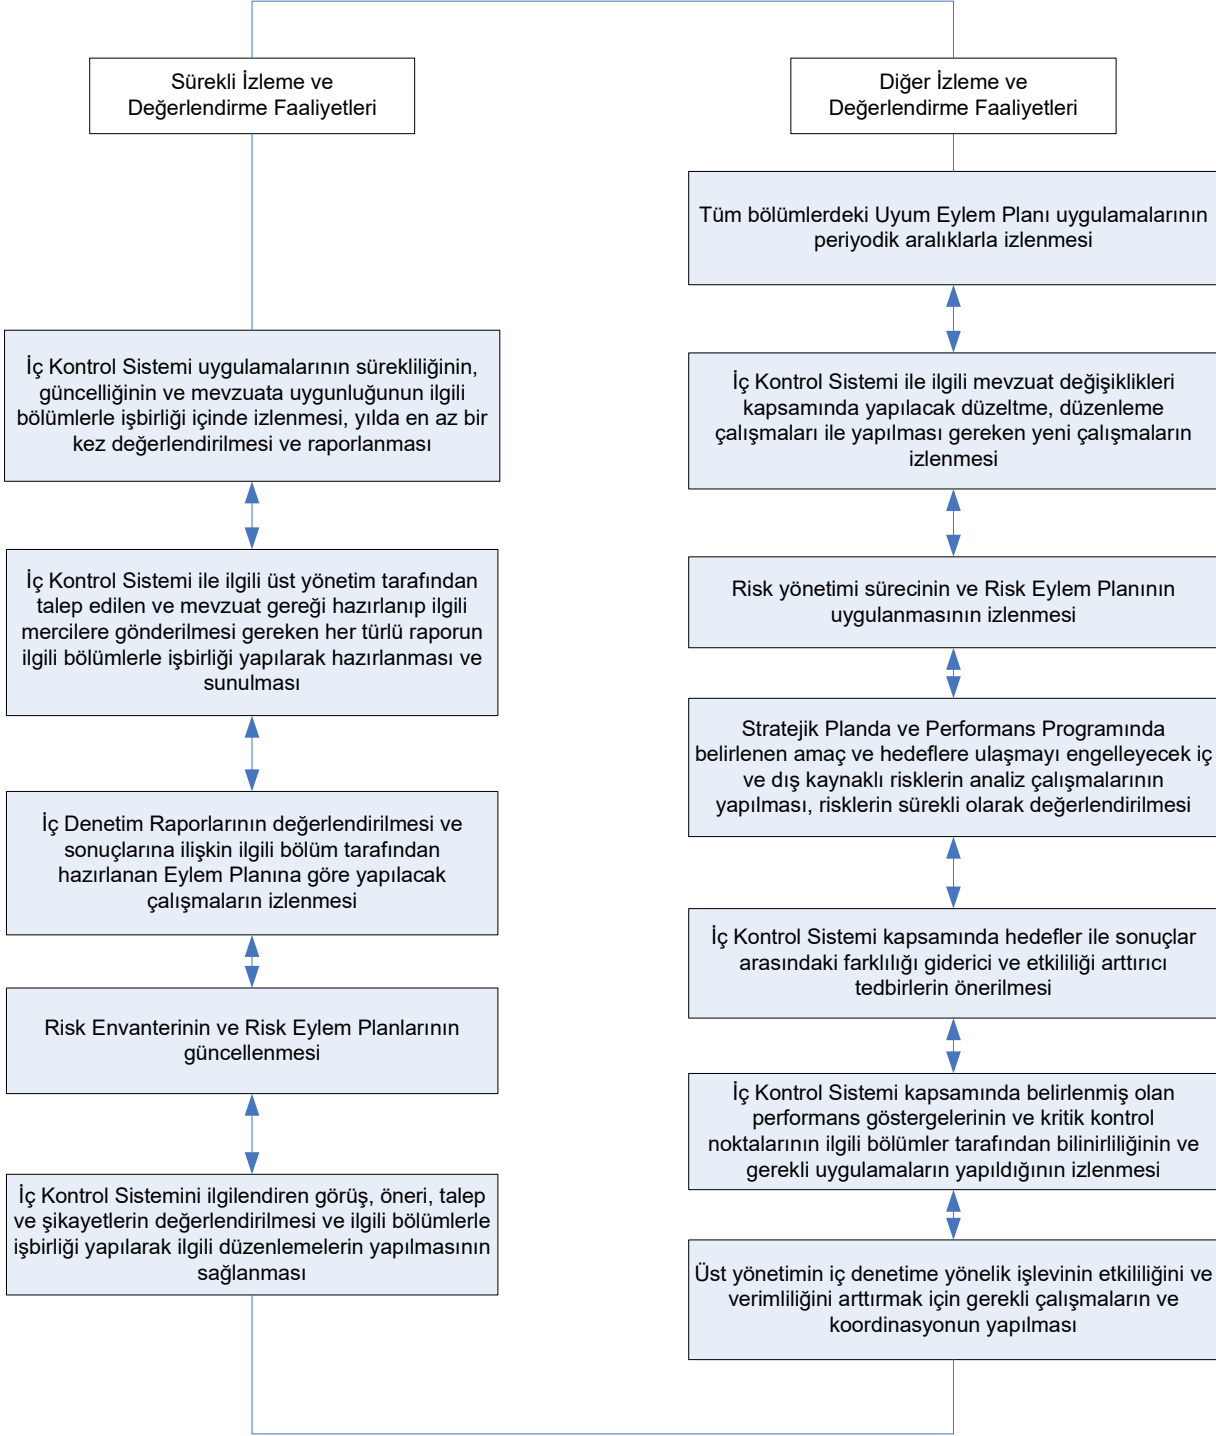 Sürekli İzleme ve
Değerlendirme Faaliyetleri
İç Kontrol Sistemi uygulamalarının sürekliliğinin,
güncelliğinin ve mevzuata uygunluğunun ilgili
bölümlerle işbirliği içinde izlenmesi, yılda en az bir
kez değerlendirilmesi ve raporlanması
İç Kontrol Sistemi ile ilgili üst yönetim tarafından
talep edilen ve mevzuat gereği hazırlanıp ilgili
mercilere gönderilmesi gereken her türlü raporun
ilgili bölümlerle işbirliği yapılarak hazırlanması ve
sunulması
İç Denetim Raporlarının değerlendirilmesi ve
sonuçlarına ilişkin ilgili bölüm tarafından
hazırlanan Eylem Planına göre yapılacak
çalışmaların izlenmesi
Risk Envanterinin ve Risk Eylem Planlarının
güncellenmesi
İç Kontrol Sistemini ilgilendiren görüş, öneri, talep
ve şikayetlerin değerlendirilmesi ve ilgili bölümlerle
işbirliği yapılarak ilgili düzenlemelerin yapılmasının
sağlanması
Diğer İzleme ve
Değerlendirme Faaliyetleri
Tüm bölümlerdeki Uyum Eylem Planı uygulamalarının
periyodik aralıklarla izlenmesi
İç Kontrol Sistemi ile ilgili mevzuat değişiklikleri
kapsamında yapılacak düzeltme, düzenleme
çalışmaları ile yapılması gereken yeni çalışmaların
izlenmesi
Risk yönetimi sürecinin ve Risk Eylem Planının
uygulanmasının izlenmesi
Stratejik Planda ve Performans Programında
belirlenen amaç ve hedeflere ulaşmayı engelleyecek iç
ve dış kaynaklı risklerin analiz çalışmalarının
yapılması, risklerin sürekli olarak değerlendirilmesi
İç Kontrol Sistemi kapsamında hedefler ile sonuçlar
arasındaki farklılığı giderici ve etkililiği arttırıcı
tedbirlerin önerilmesi
İç Kontrol Sistemi kapsamında belirlenmiş olan
performans göstergelerinin ve kritik kontrol
noktalarının ilgili bölümler tarafından bilinirliliğinin ve
gerekli uygulamaların yapıldığının izlenmesi
Üst yönetimin iç denetime yönelik işlevinin etkililiğini ve
verimliliğini arttırmak için gerekli çalışmaların ve
koordinasyonun yapılması